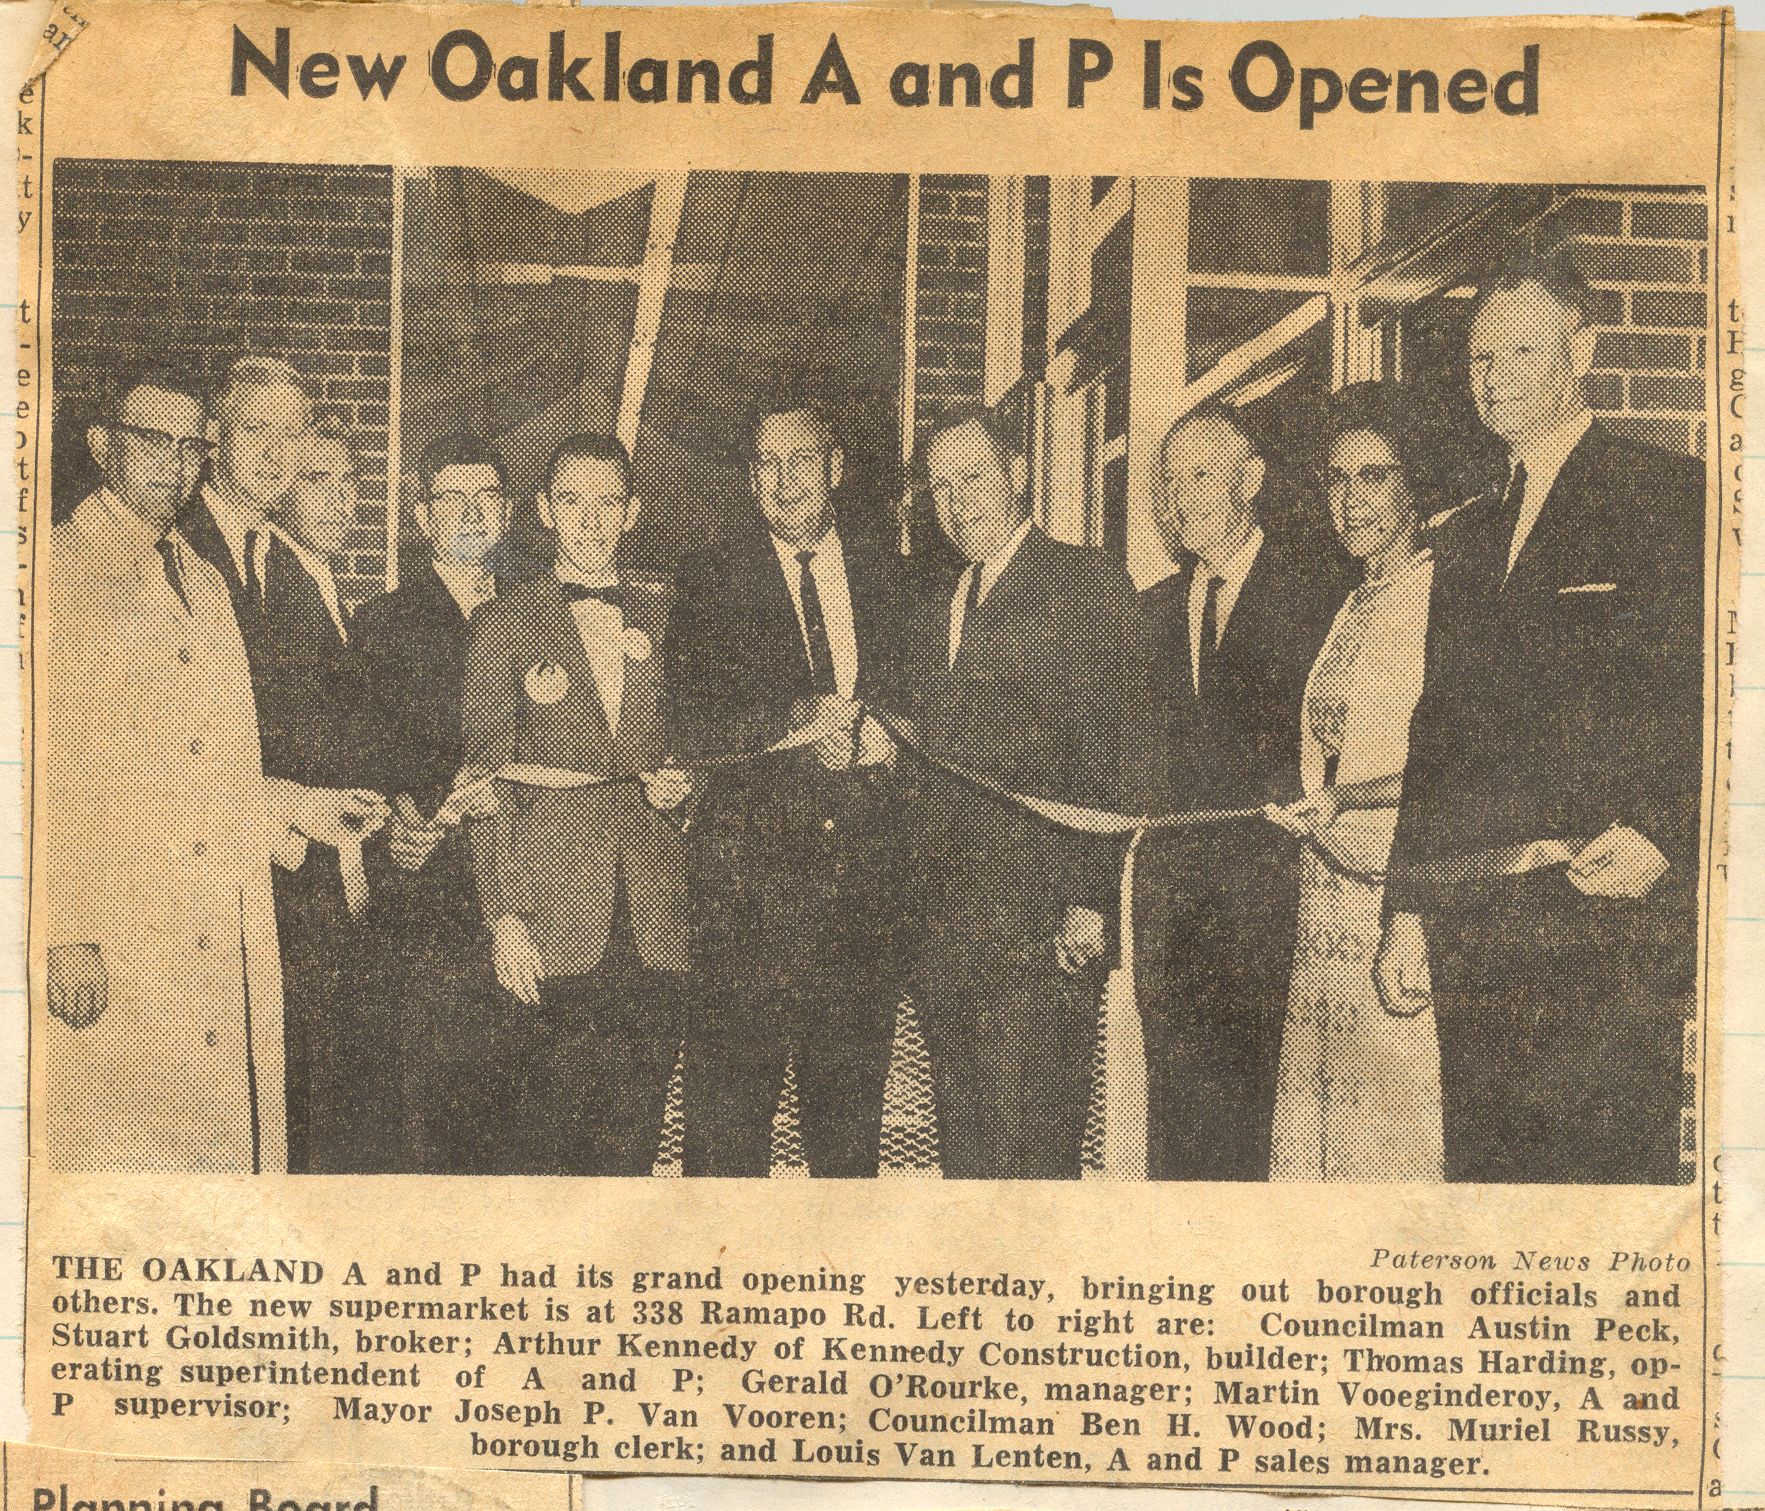 New Oakland A and P Is Opened
Paterson News Photo
THE OAKLAND A and P had its grand opening yesterday, bringing out borough officials and
others. The new supermarket is at 338 Ramapo Rd. Left to right are: Councilman Austin Peck,
Stuart Goldsmith, broker; Arthur Kennedy of Kennedy Construction, builder; Thomas Harding, op-
erating superintendent of A and P; Gerald O'Rourke, manager; Martin Vooeginderoy, A and
P supervisor; Mayor Joseph P. Van Vooren; Councilman Ben H. Wood; Mrs. Muriel Russy,
borough clerk; and Louis Van Lenten, A and P sales manager.
Planning Board